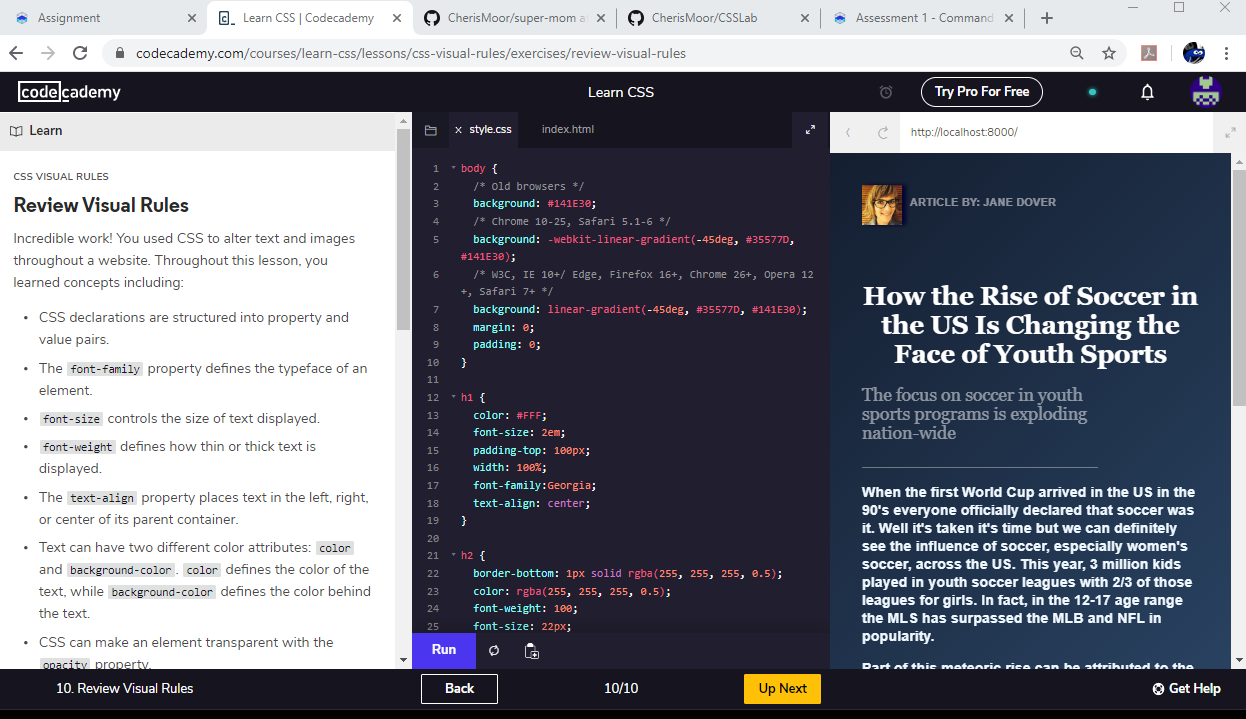 Assignment
Learn CSS | Codecademy
CherisMoor/super-mom at
CherisMoor/CSSLab
Assessment 1 - Command
codecademy.com/courses/learn-css/lessons/css-visual-rules/exercises/review-visual-rules
codecademy
Learn CSS
Try Pro For Free
Learn
CSS VISUAL RULES
Review Visual Rules
Incredible work! You used CSS to alter text and images
throughout a website. Throughout this lesson, you
learned concepts including:
• CSS declarations are structured into property and
value pairs.
• The font-family property defines the typeface of an
element.
• font-size controls the size of text displayed.
• font-weight defines how thin or thick text is
displayed.
• The text-align property places text in the left, right,
or center of its parent container.
• Text can have two different color attributes: color
and background-color. color defines the color of the
text, while background-color defines the color behind
the text.
• CSS can make an element transparent with the
opacity property.
style.css
index.html
1 body {
2 /* Old browsers */
3 background: #141E30;
4 /* Chrome 10-25, Safari 5.1-6 */
5 background: -webkit-linear-gradient(-45deg, #35577D,
#141E30);
6 /* W3C, IE 10+/ Edge, Firefox 16+, Chrome 26+, Opera 12
+, Safari 7+ */
7 background: linear-gradient(-45deg, #35577D, #141E30);
8 margin: 0;
9 padding: 0;
10 }
11
12 h1 {
13 color: #FFF;
14 font-size: 2em;
15 padding-top: 100px;
16 width: 100%;
17 font-family:Georgia;
18 text-align: center;
19 }
20
21 h2 {
22 border-bottom: 1px solid rgba(255, 255, 255, 0.5);
23 color: rgba(255, 255, 255, 0.5);
24 font-weight: 100;
25 font-size: 22px;
Run
http://localhost:8000/
ARTICLE BY: JANE DOVER
How the Rise of Soccer in
the US Is Changing the
Face of Youth Sports
The focus on soccer in youth
sports programs is exploding
nation-wide
When the first World Cup arrived in the US in the
90's everyone officially declared that soccer was
it. Well it's taken it's time but we can definitely
see the influence of soccer, especially women's
soccer, across the US. This year, 3 million kids
played in youth soccer leagues with 2/3 of those
leagues for girls. In fact, in the 12-17 age range
the MLS has surpassed the MLB and NFL in
popularity.
Part of this meteoric rise can be attributed to the
10. Review Visual Rules
Back
10/10
Up Next
Get Help